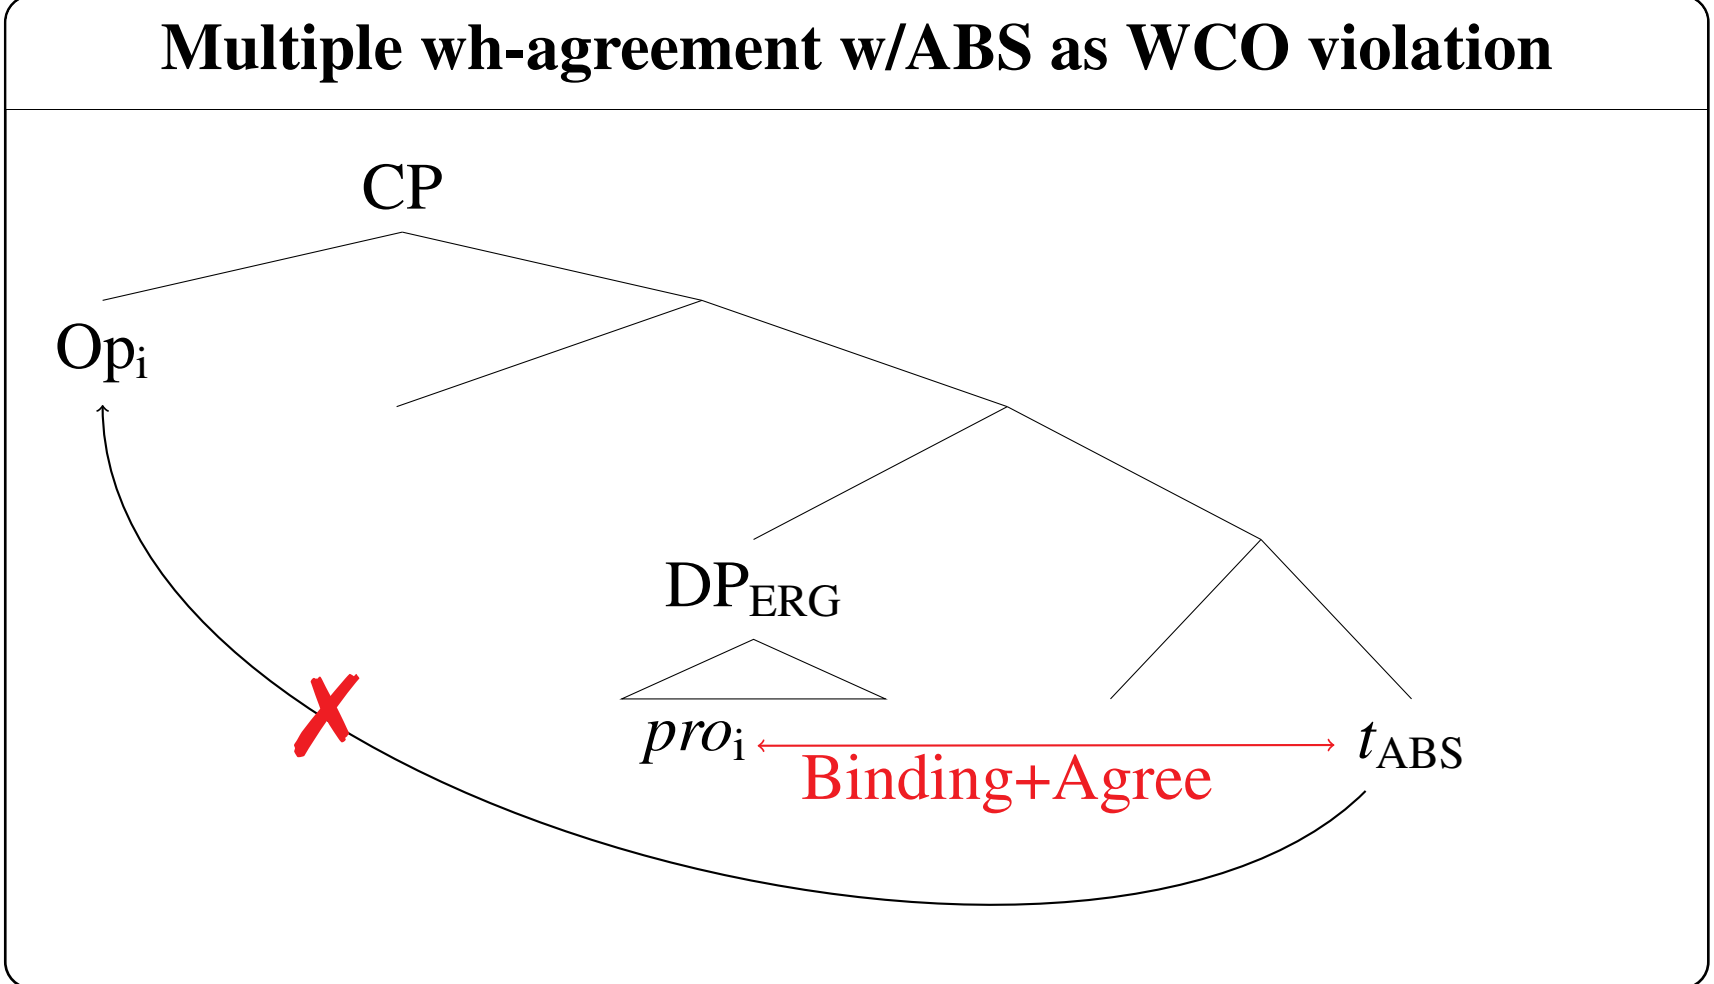 Multiple wh-agreement w/ABS as WCO violation
CP
Opi
DPERG
proi
tABS
Binding+Agree